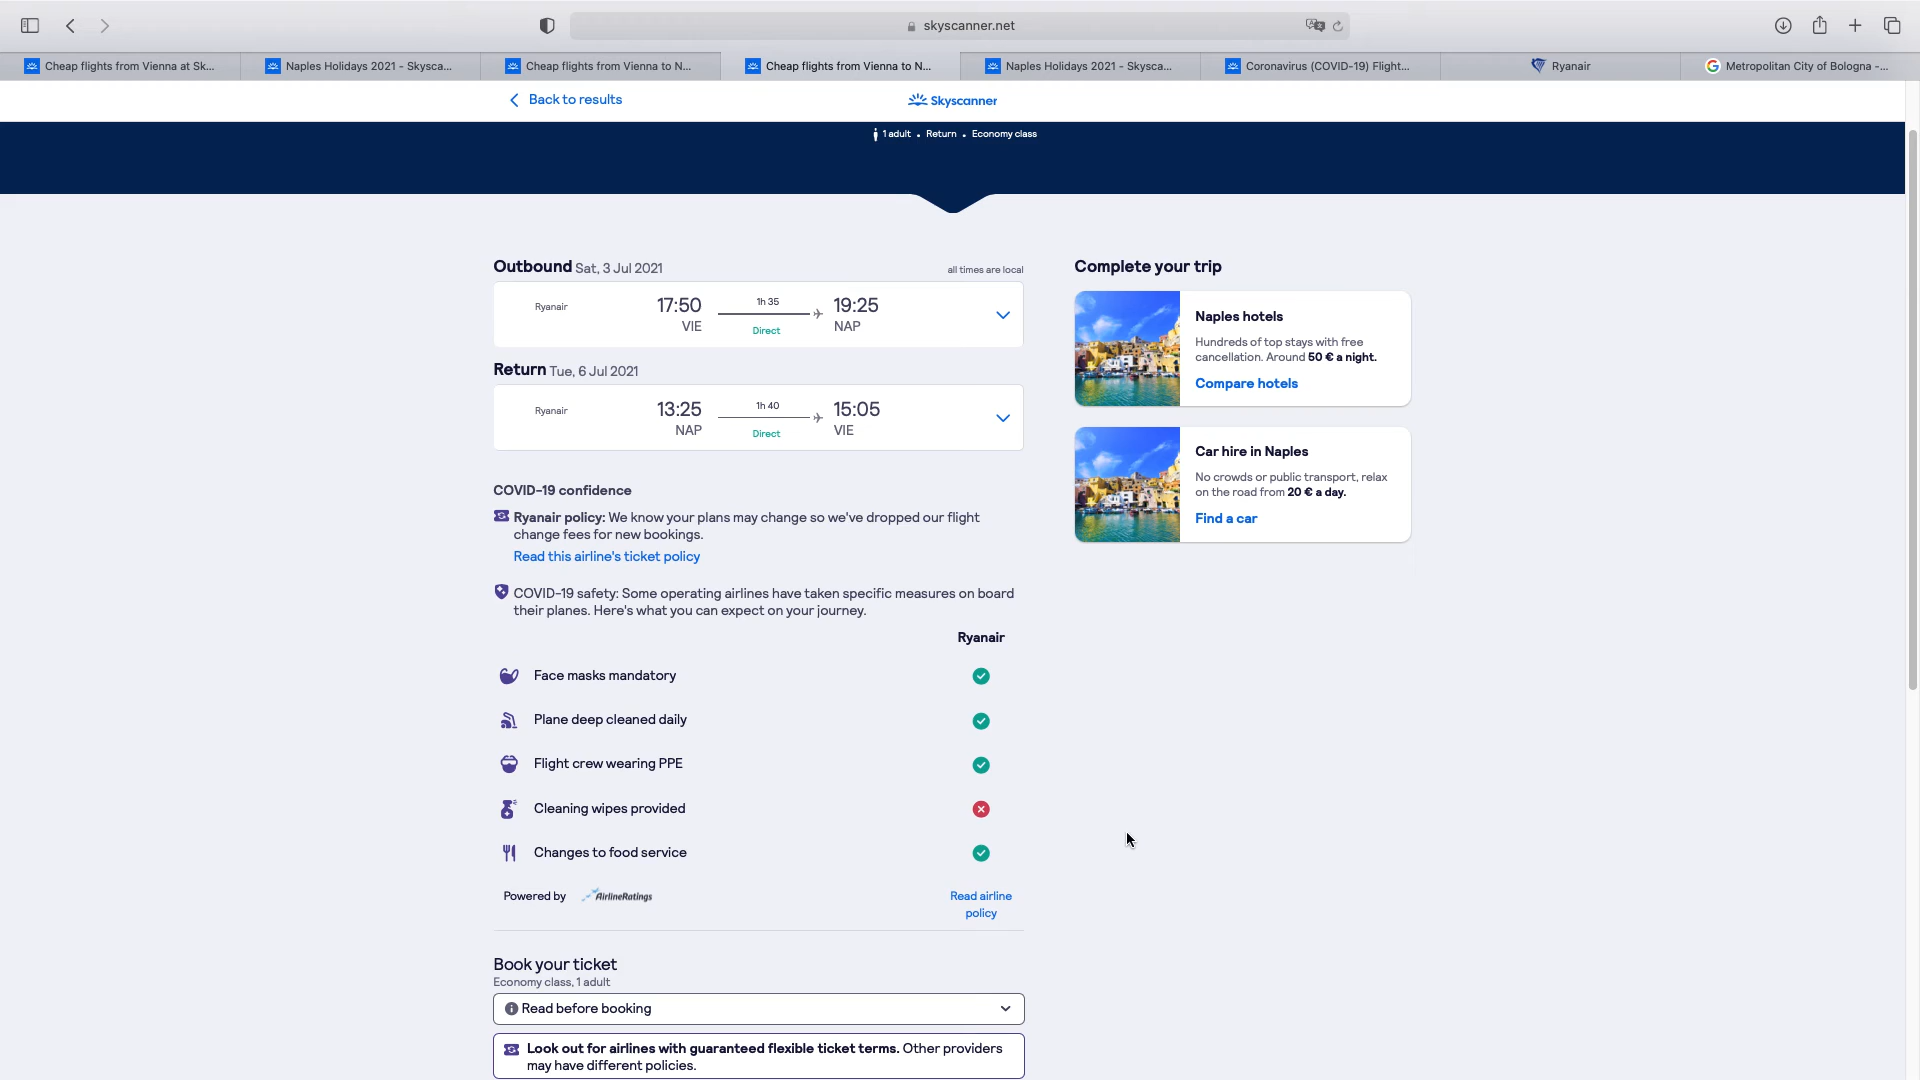 skyscanner.net
Cheap flights from Vienna at Sk...
Naples Holidays 2021 - Skysca...
Cheap flights from Vienna to N...
Cheap flights from Vienna to N...
Naples Holidays 2021 - Skysca...
Coronavirus (COVID-19) Flight...
Ryanair
Metropolitan City of Bologna -...
Back to results
Skyscanner
1 adult • Return • Economy class
Outbound Sat, 3 Jul 2021
all times are local
Ryanair
17:50
VIE
1h 35
Direct
19:25
NAP
Return Tue, 6 Jul 2021
Ryanair
13:25
NAP
1h 40
Direct
15:05
VIE
COVID-19 confidence
Ryanair policy: We know your plans may change so we've dropped our flight
change fees for new bookings.
Read this airline's ticket policy
COVID-19 safety: Some operating airlines have taken specific measures on board
their planes. Here's what you can expect on your journey.
Ryanair
Face masks mandatory
Plane deep cleaned daily
Flight crew wearing PPE
Cleaning wipes provided
Changes to food service
Powered by AirlineRatings
Read airline
policy
Book your ticket
Economy class, 1 adult
Read before booking
Look out for airlines with guaranteed flexible ticket terms. Other providers
may have different policies.
Complete your trip
Naples hotels
Hundreds of top stays with free
cancellation. Around 50 € a night.
Compare hotels
Car hire in Naples
No crowds or public transport, relax
on the road from 20 € a day.
Find a car